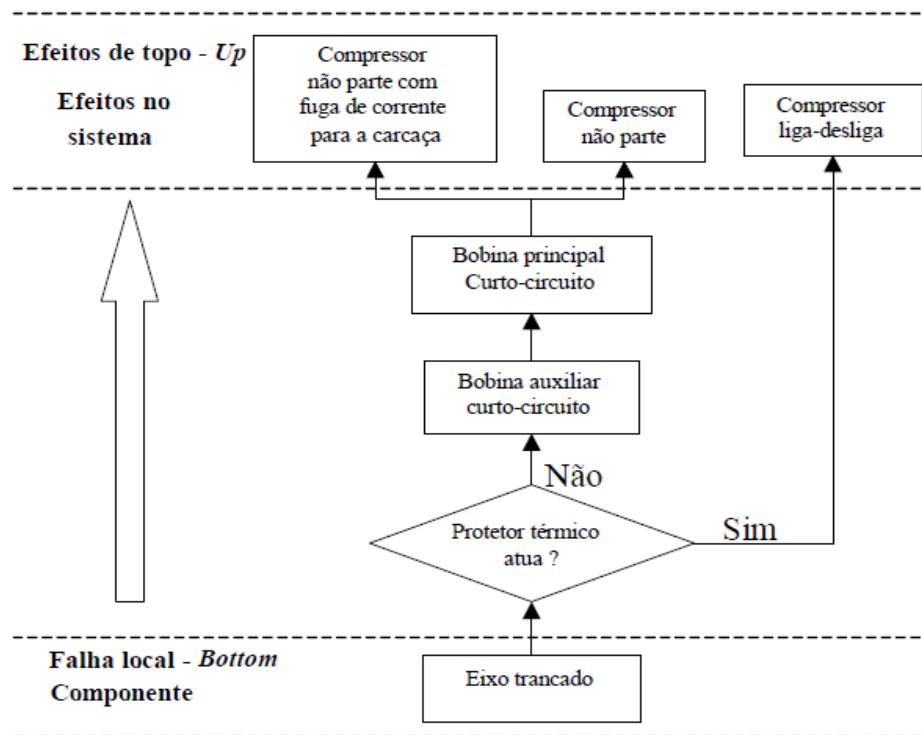 Efeitos de topo - Up
Efeitos no
sistema
Compressor
não parte com
fuga de corrente
para a carcaça
Compressor
não parte
Compressor
liga-desliga
Bobina principal
Curto-circuito
Bobina auxiliar
curto-circuito
Não
Protetor térmico
atua ?
Sim
Falha local - Bottom
Componente
Eixo trancado